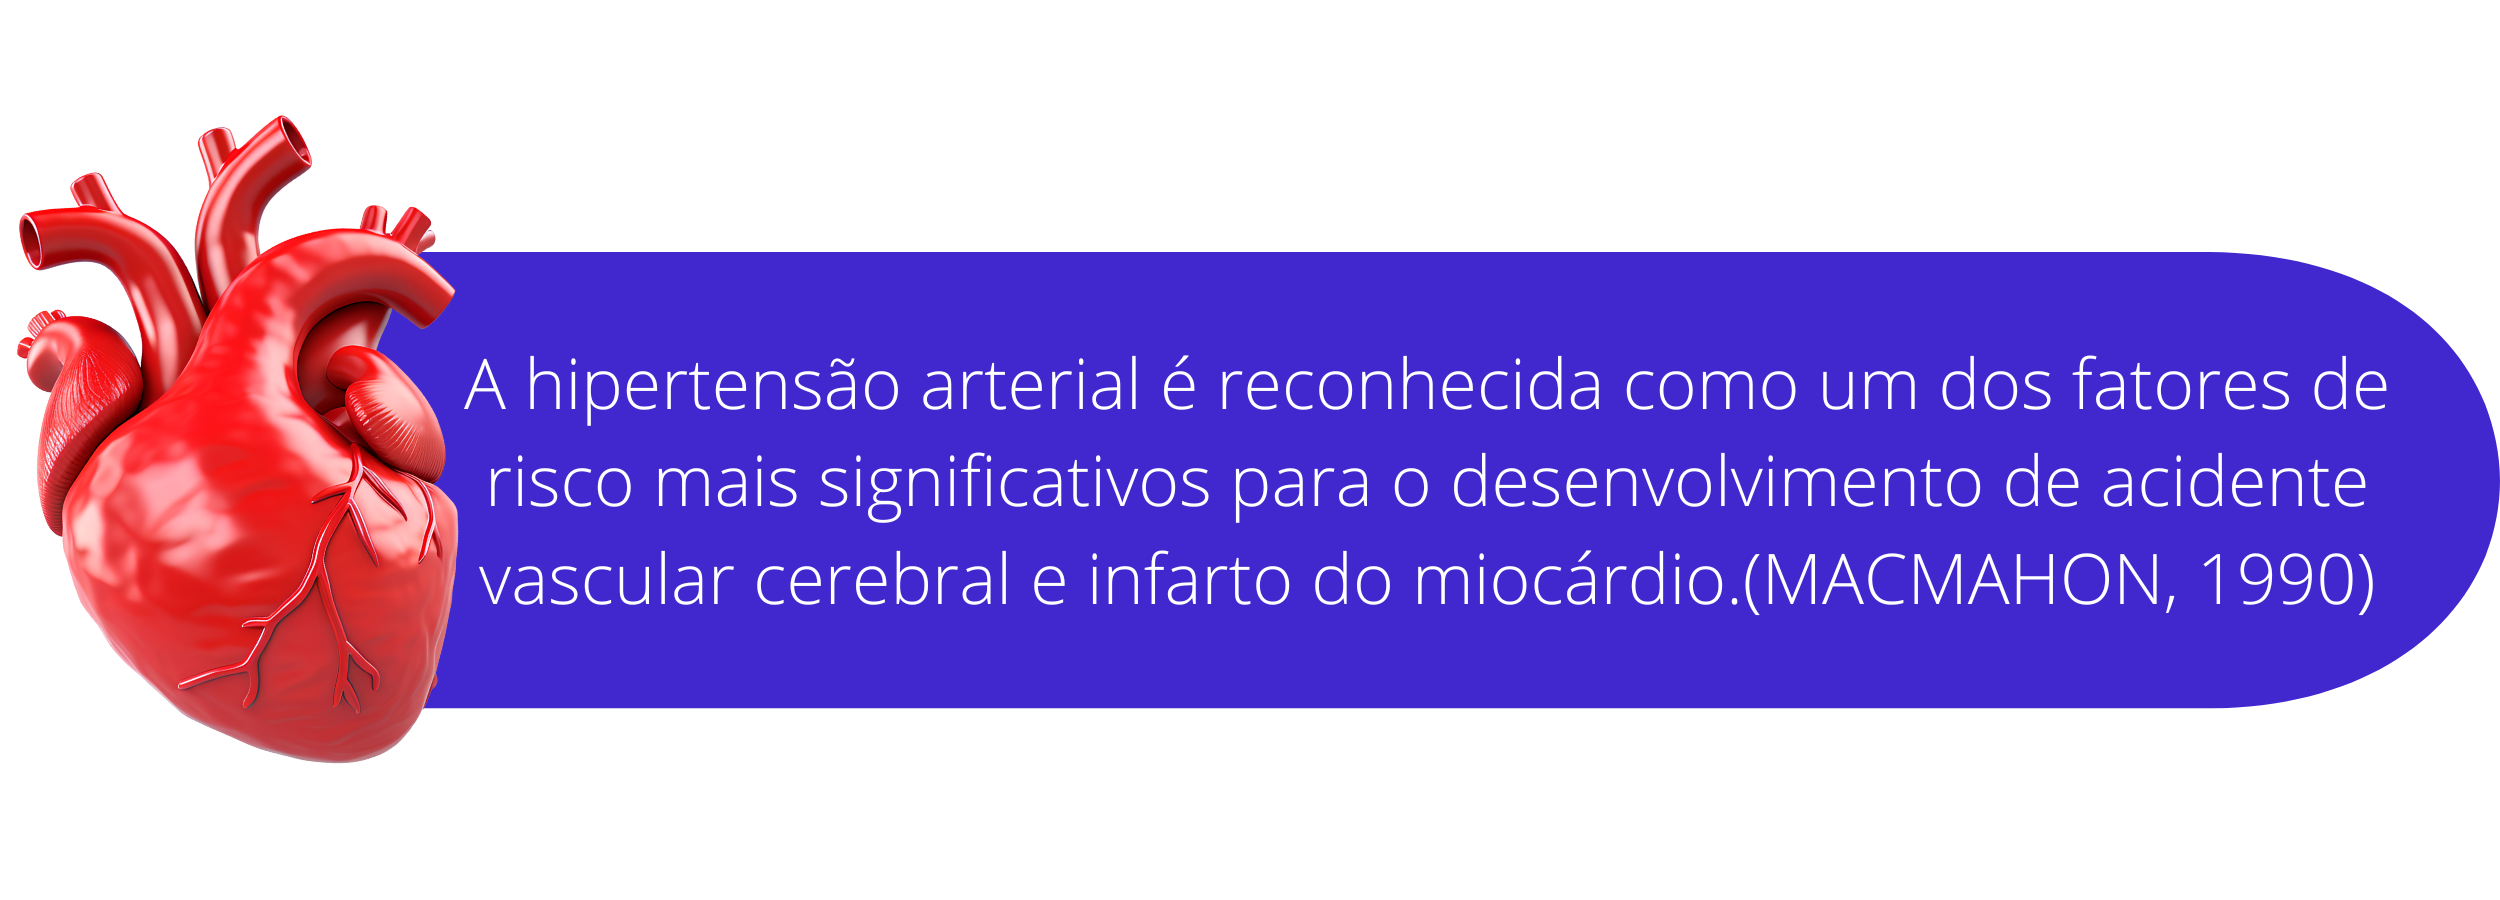 A hipertensão arterial é reconhecida como um dos fatores de
risco mais significativos para o desenvolvimento de acidente
vascular cerebral e infarto do miocárdio.(MACMAHON, 1990)